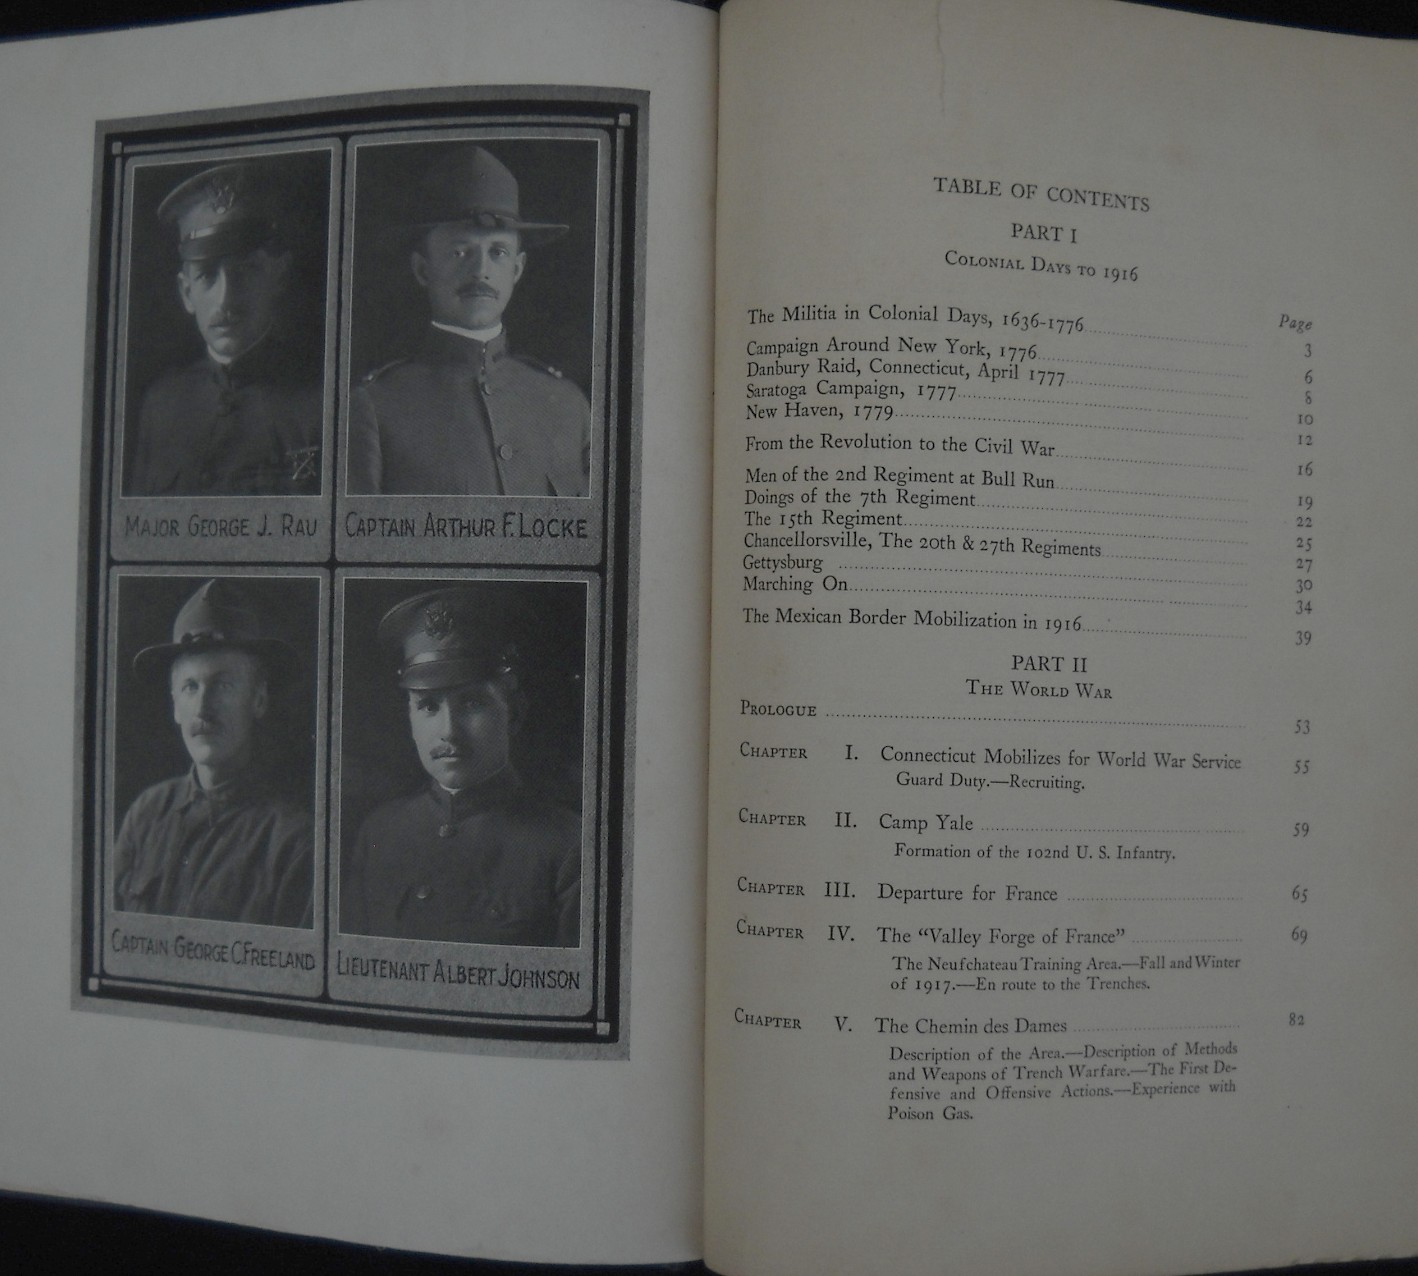 MAJOR GEORGE J. RAU
CAPTAIN ARTHUR F. LOCKE
CAPTAIN GEORGE C. FREELAND
LIEUTENANT ALBERT JOHNSON
TABLE OF CONTENTS
PART I
COLONIAL DAYS TO 1916
Page
The Militia in Colonial Days, 1636-1776 3
Campaign Around New York, 1776 6
Danbury Raid, Connecticut, April 1777 8
Saratoga Campaign, 1777 10
New Haven, 1779 12
From the Revolution to the Civil War 16
Men of the 2nd Regiment at Bull Run 19
Doings of the 7th Regiment 22
The 15th Regiment 25
Chancellorsville, The 20th & 27th Regiments 27
Gettysburg 30
Marching On 34
The Mexican Border Mobilization in 1916 39
PART II
THE WORLD WAR
PROLOGUE 53
CHAPTER I. Connecticut Mobilizes for World War Service 55
Guard Duty.—Recruiting.
CHAPTER II. Camp Yale 59
Formation of the 102nd U. S. Infantry.
CHAPTER III. Departure for France 65
CHAPTER IV. The “Valley Forge of France” 69
The Neufchateau Training Area.—Fall and Winter
of 1917.—En route to the Trenches.
CHAPTER V. The Chemin des Dames 82
Description of the Area.—Description of Methods
and Weapons of Trench Warfare.—The First De-
fensive and Offensive Actions.—Experience with
Poison Gas.